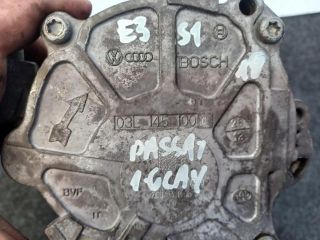 E3 S1
BOSCH
03L 145 100
PASSAT
1.6CAY
BVP